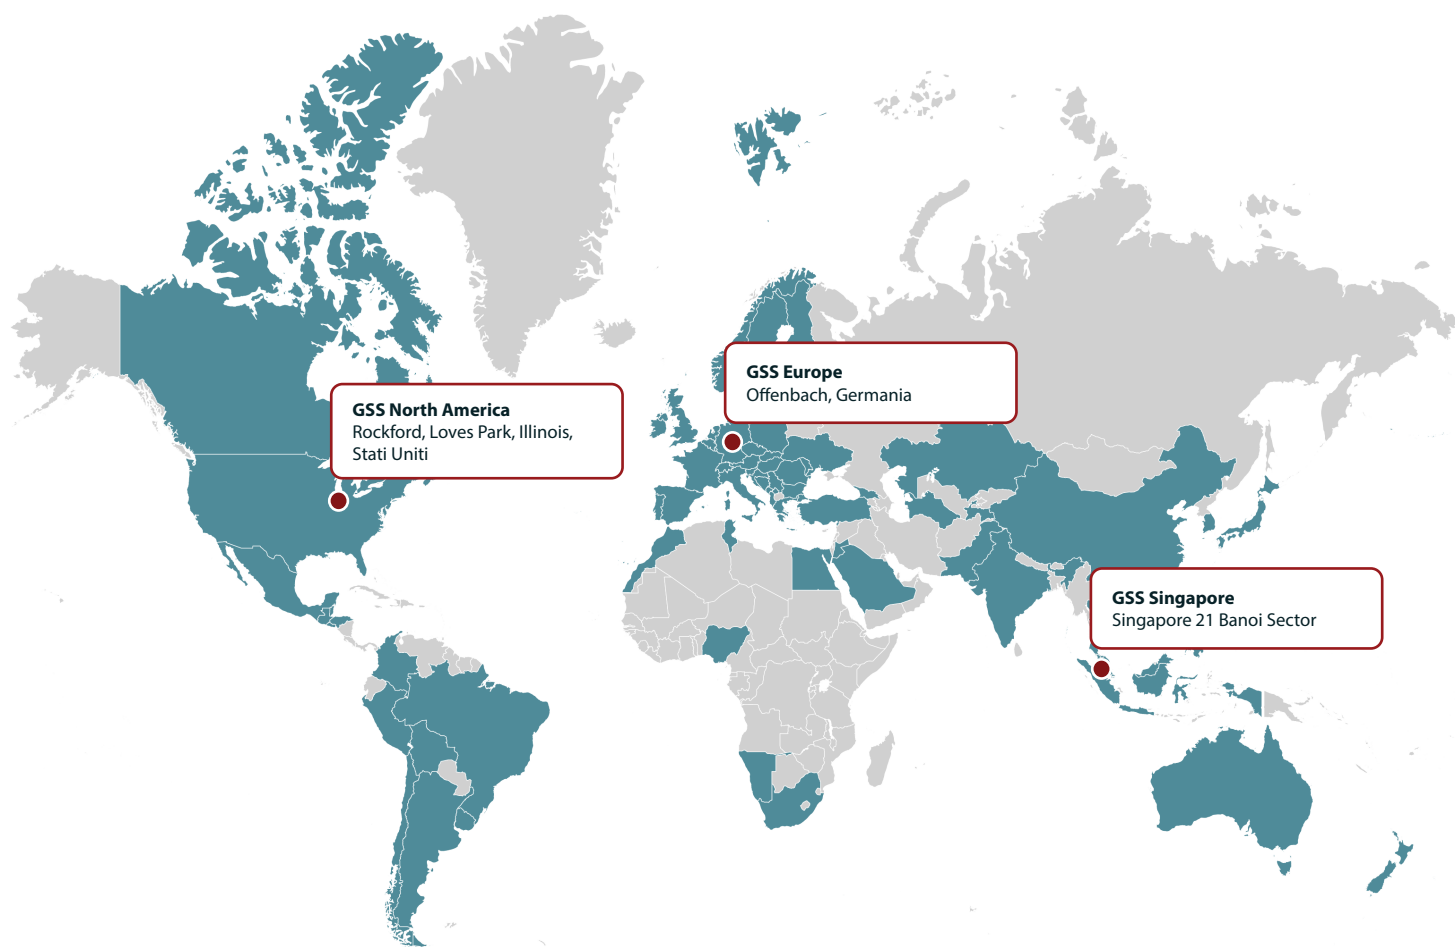 GSS North America
Rockford, Loves Park, Illinois,
Stati Uniti
GSS Europe
Offenbach, Germania
GSS Singapore
Singapore 21 Banoi Sector